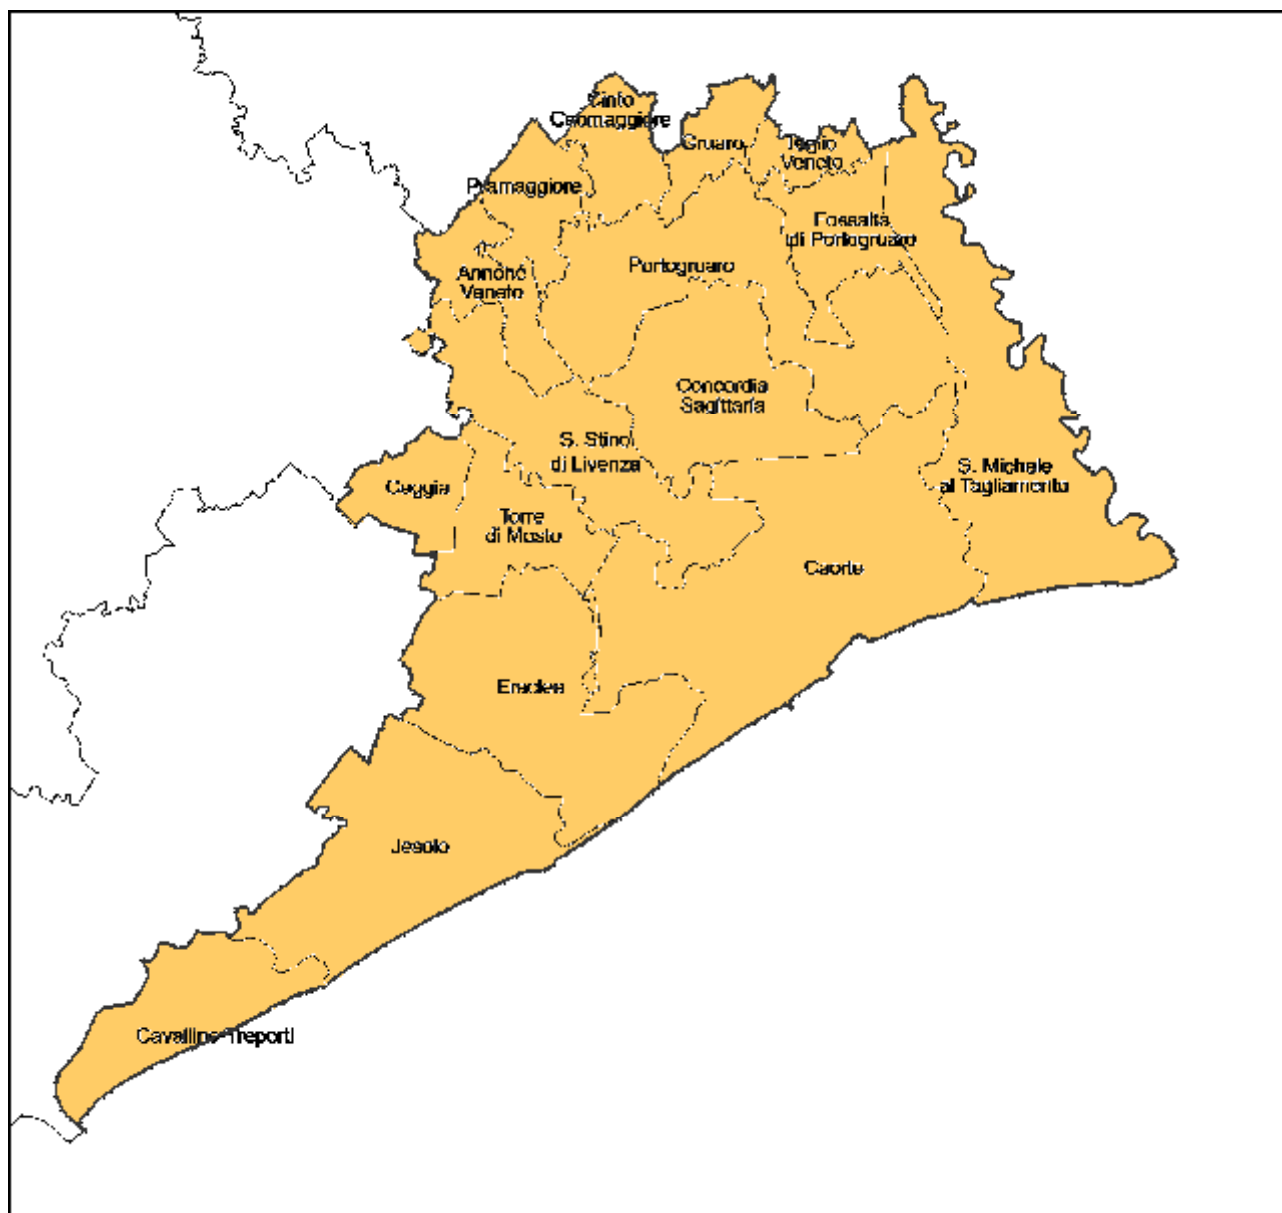 Cinto
Caomaggiore
Gruaro
Teglio
Veneto
Pramaggiore
Fossalta
di Portogruaro
Portogruaro
Annone
Veneto
Concordia
Sagittaria
S. Stino
di Livenza
S. Michele
al Tagliamento
Ceggia
Torre
di Mosto
Caorle
Eraclea
Jesolo
Cavallino-Treporti